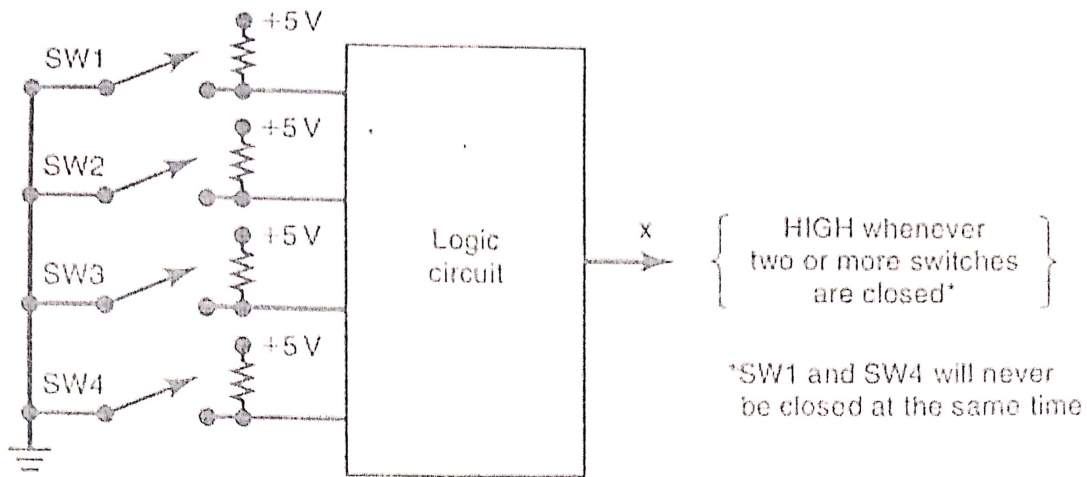 +5 V
SW1
+5 V
SW2
+5 V
SW3
+5 V
SW4
Logic
circuit
x
HIGH whenever
two or more switches
are closed*
*SW1 and SW4 will never
be closed at the same time